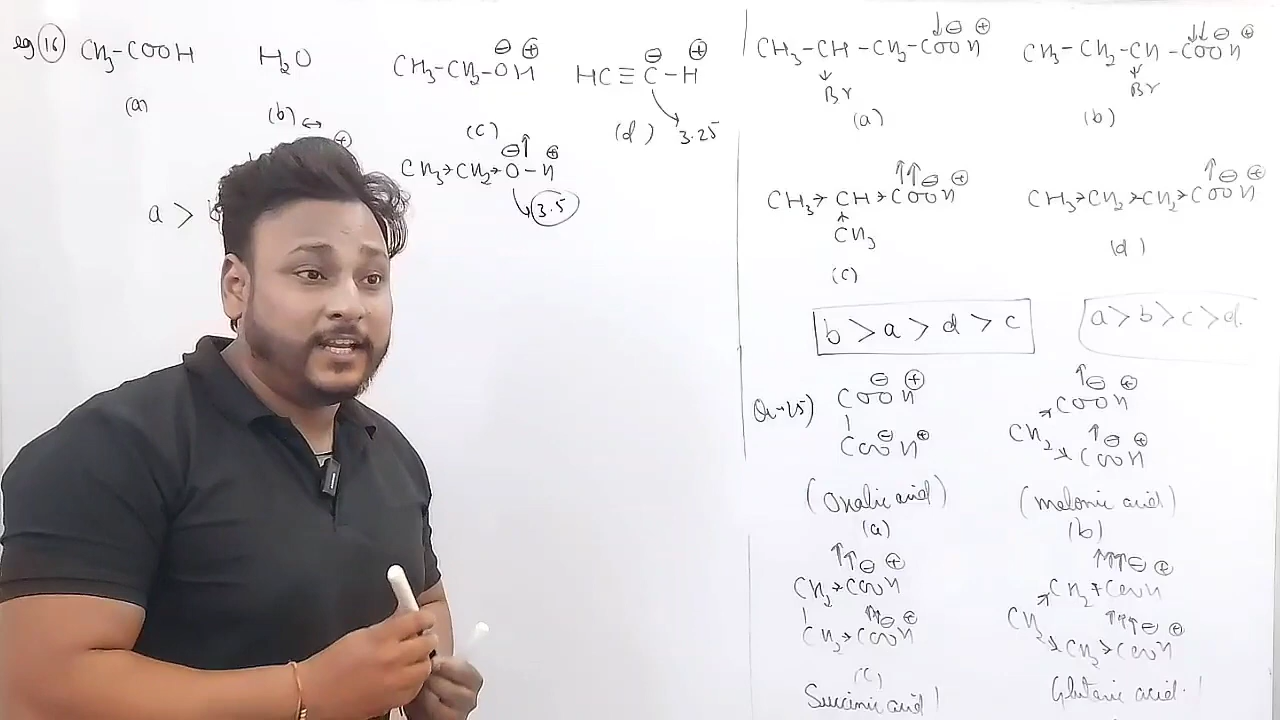 eg (16) CH3-COOH H2O CH3-CH2-OH ⊖ ⊕ HC≡C-H ⊖ ⊕
(a) (b) (c) (d) 3.25
↔ ⊕
CH3→CH2→O-H ⊖ ↑ ⊕
3.5
a >
CH3-CH-CH2-COOH ↓ ⊖ ⊕
Br
(a)
CH3-CH2-CH-COOH ↓↓ ⊖ ⊕
Br
(b)
CH3→CH→COOH ↑↑ ⊖ ⊕
↑
CH3
(c)
CH3→CH2→CH2→COOH ↑ ⊖ ⊕
(d)
b > a > d > c
a > b > c > d.
COOH ⊖ ⊕
|
COOH ⊖ ⊕
(Oxalic acid)
(a)
COOH ↑ ⊖ ⊕
CH2
COOH ↑ ⊖ ⊕
(malonic acid)
(b)
CH2→COOH ↑↑ ⊖ ⊕
|
CH2→COOH ↑↑ ⊖ ⊕
(c)
Succinic acid
CH2→COOH ↑↑↑ ⊖ ⊕
CH2
CH2→COOH ↑↑↑ ⊖ ⊕
Glutaric acid.